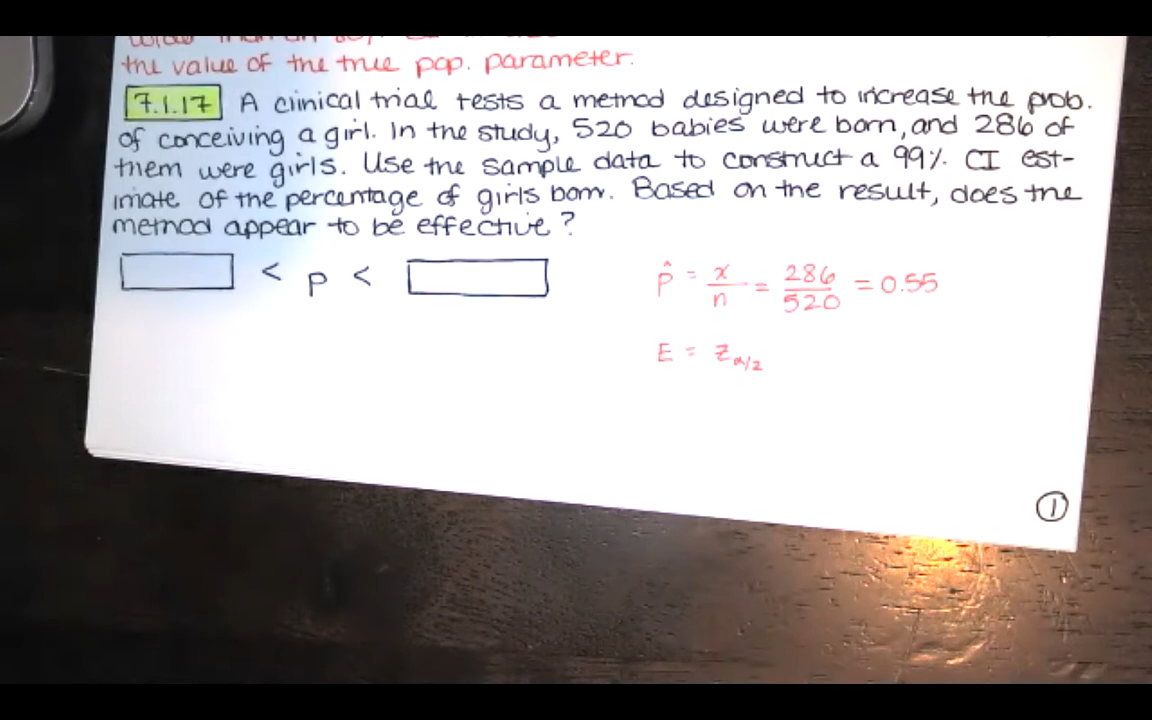 the value of the true pop. parameter.
7.1.17 A clinical trial tests a method designed to increase the prob.
of conceiving a girl. In the study, 520 babies were born, and 286 of
them were girls. Use the sample data to construct a 99% CI est-
imate of the percentage of girls born. Based on the result, does the
method appear to be effective?
< p <
p̂ = x/n = 286/520 = 0.55
E = z α/2
1